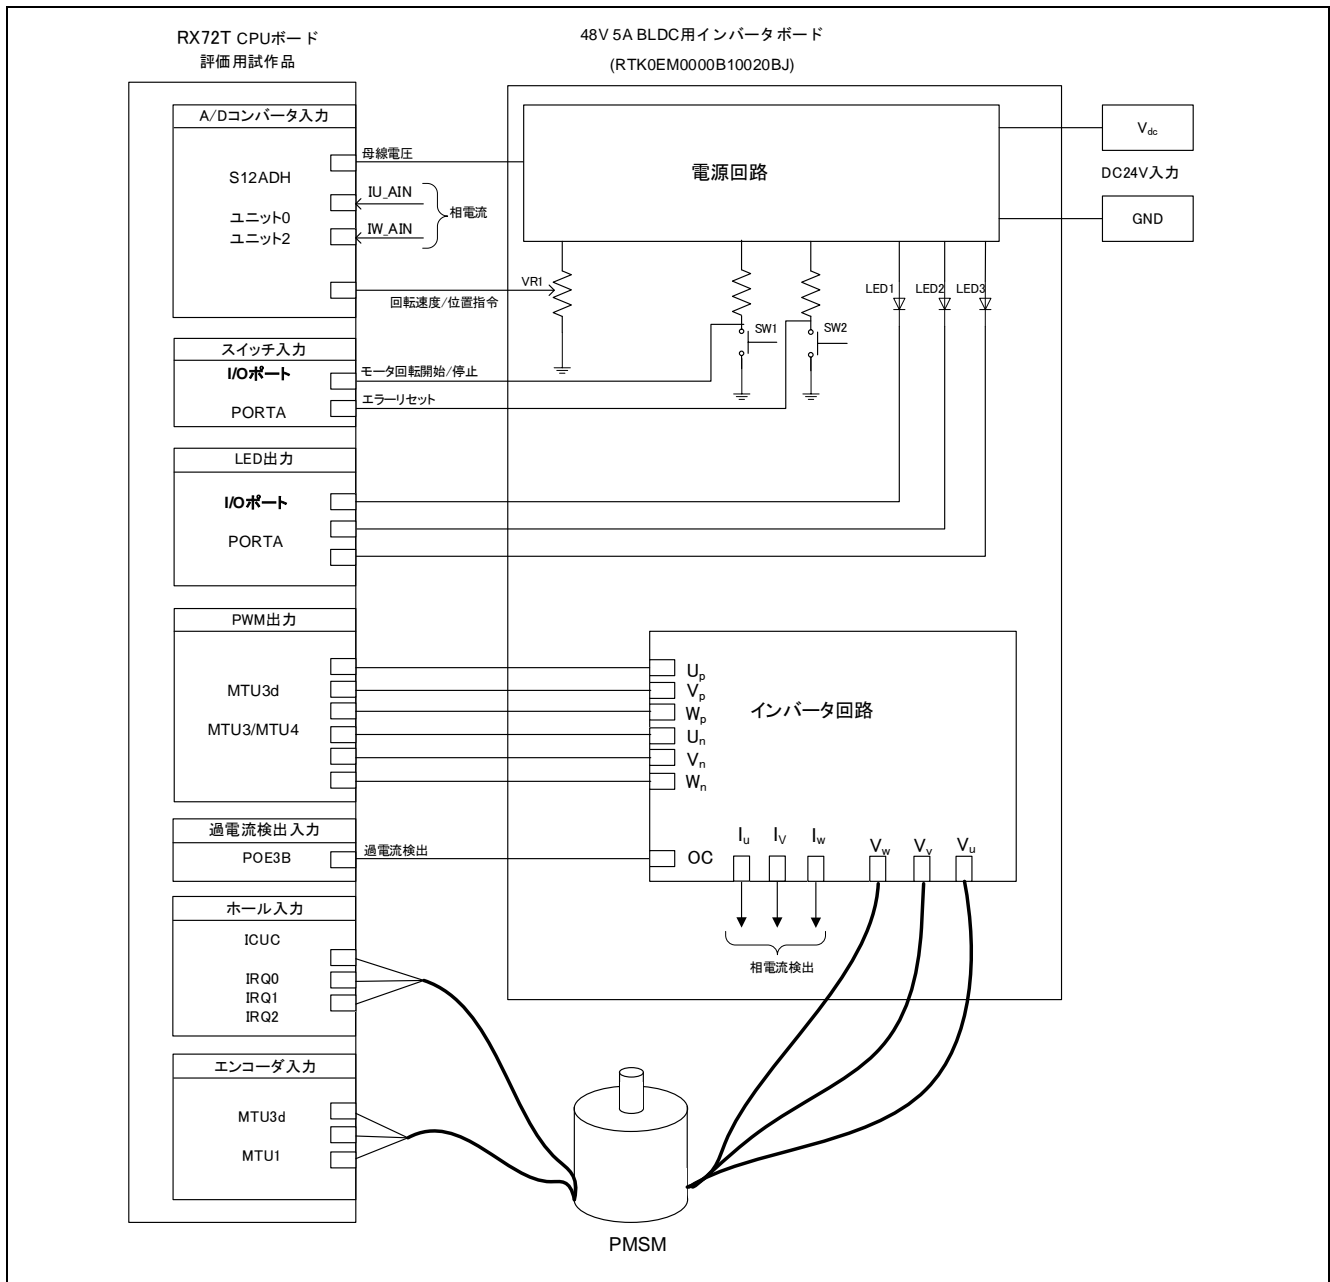 RX72T CPUボード
評価用試作品
48V 5A BLDC用インバータボード
(RTK0EM0000B10020BJ)
A/Dコンバータ入力
S12ADH
ユニット0
ユニット2
母線電圧
IU_AIN
IW_AIN
相電流
VR1
回転速度/位置指令
電源回路
Vdc
DC24V入力
GND
LED1
LED2
LED3
SW1
SW2
スイッチ入力
I/Oポート
PORTA
モータ回転開始/停止
エラーリセット
LED出力
I/Oポート
PORTA
PWM出力
MTU3d
MTU3/MTU4
Up
Vp
Wp
Un
Vn
Wn
インバータ回路
過電流検出入力
POE3B
過電流検出
OC
Iu
IV
Iw
Vw
Vv
Vu
相電流検出
ホール入力
ICUC
IRQ0
IRQ1
IRQ2
エンコーダ入力
MTU3d
MTU1
PMSM